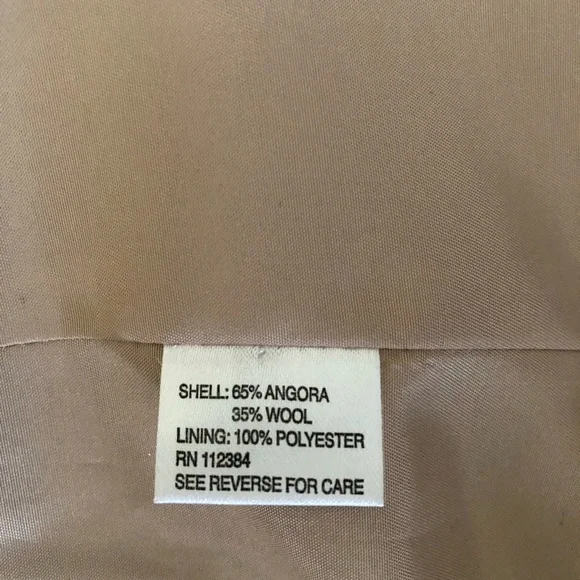 SHELL: 65% ANGORA
35% WOOL
LINING: 100% POLYESTER
RN 112384
SEE REVERSE FOR CARE